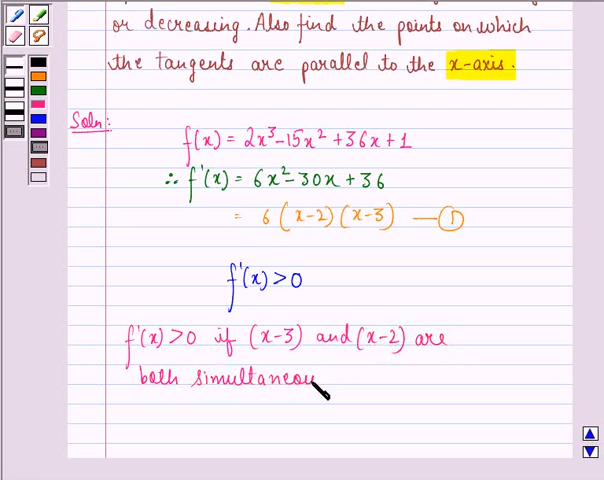 or decreasing. Also find the points on which
the tangents are parallel to the x-axis.
Soln:
f(x) = 2x³-15x² +36x+1
∴ f'(x) = 6x²-30x + 36
= 6 (x-2) (x-3) — ①
f'(x) > 0
f'(x) > 0 if (x-3) and (x-2) are
both simultaneou